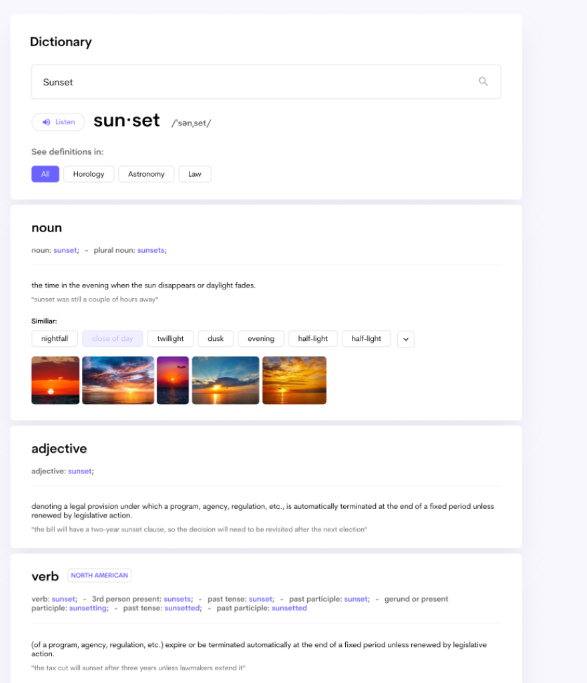 Dictionary
Sunset
Listen
sun·set
/ˈsənˌset/
See definitions in:
All
Horology
Astronomy
Law
noun
noun: sunset; - plural noun: sunsets;
the time in the evening when the sun disappears or daylight fades.
"sunset was still a couple of hours away"
Similiar:
nightfall
close of day
twillight
dusk
evening
half-light
half-light
adjective
adjective: sunset;
denoting a legal provision under which a program, agency, regulation, etc., is automatically terminated at the end of a fixed period unless
renewed by legislative action.
"the bill will have a two-year sunset clause, so the decision will need to be revisited after the next election"
verb
NORTH AMERICAN
verb: sunset; - 3rd person present: sunsets; - past tense: sunset; - past participle: sunset; - gerund or present
participle: sunsetting; - past tense: sunsetted; - past participle: sunsetted
(of a program, agency, regulation, etc.) expire or be terminated automatically at the end of a fixed period unless renewed by legislative
action.
"the tax cut will sunset after three years unless lawmakers extend it"